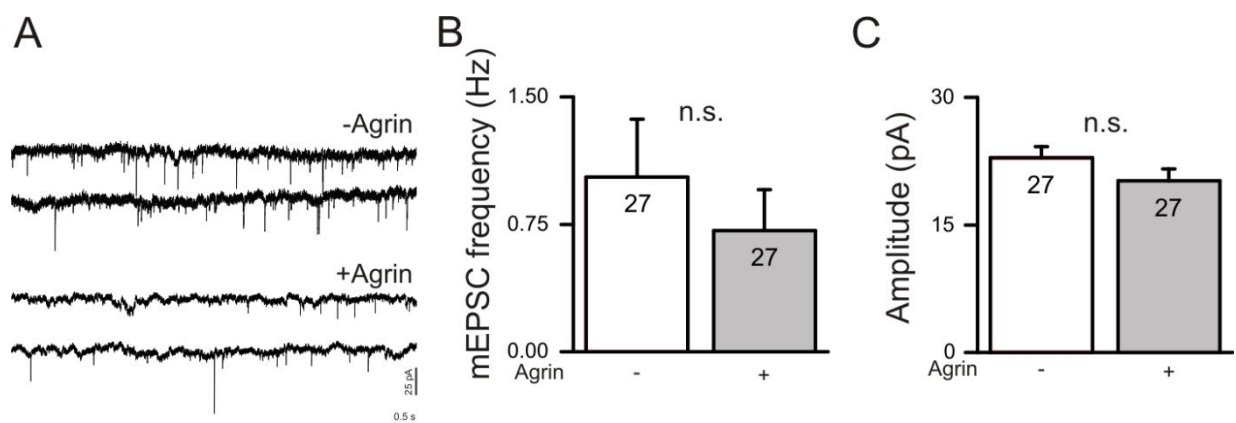 A
-Agrin
+Agrin
25 pA
0.5 s
B
mEPSC frequency (Hz)
1.50
0.75
0.00
n.s.
27
27
Agrin - +
C
Amplitude (pA)
30
15
0
n.s.
27
27
Agrin - +